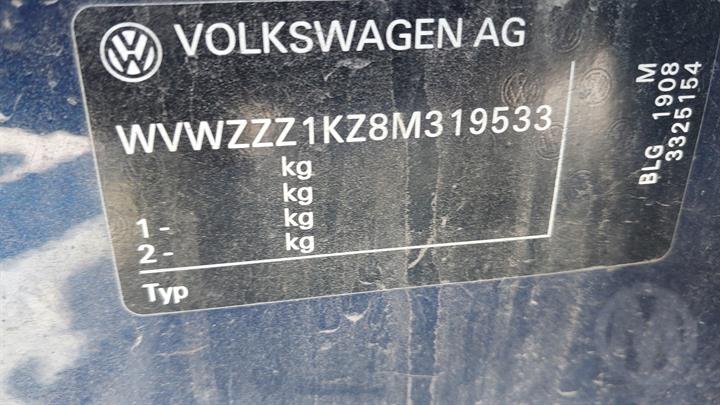 VOLKSWAGEN AG
WVWZZZ1KZ8M319533
kg
kg
1 - kg
2 - kg
Typ
BLG 1908 M
3325154